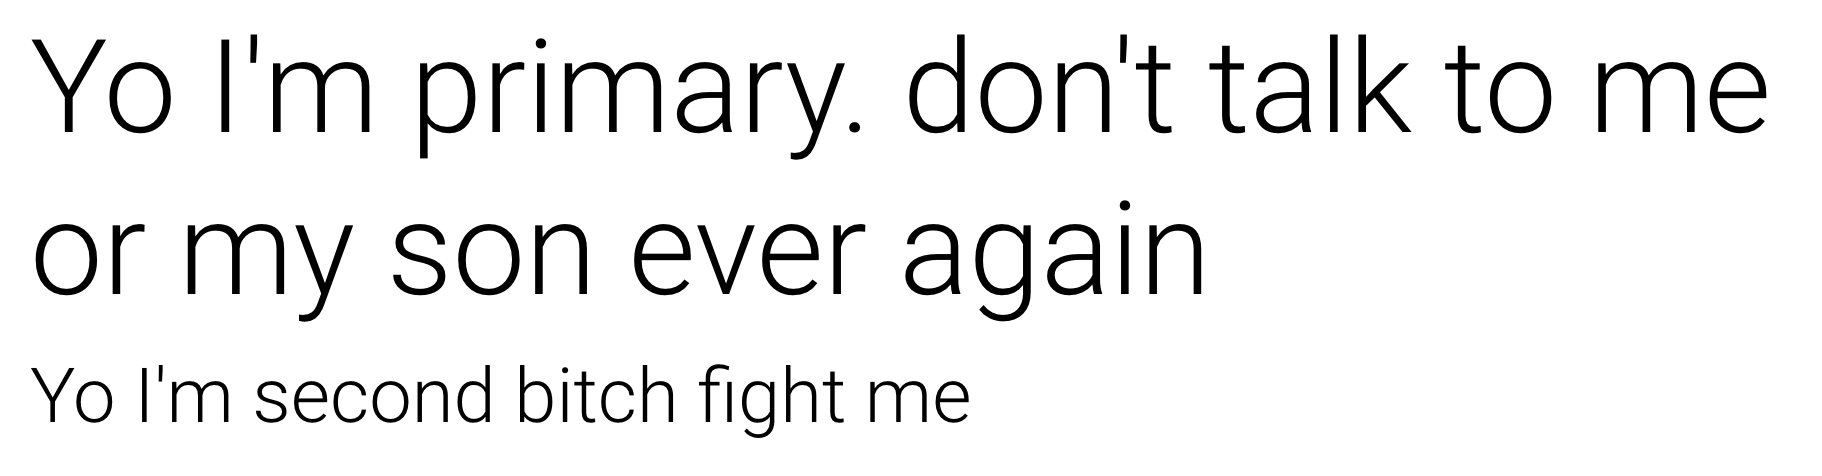 Yo I'm primary. don't talk to me
or my son ever again
Yo I'm second bitch fight me